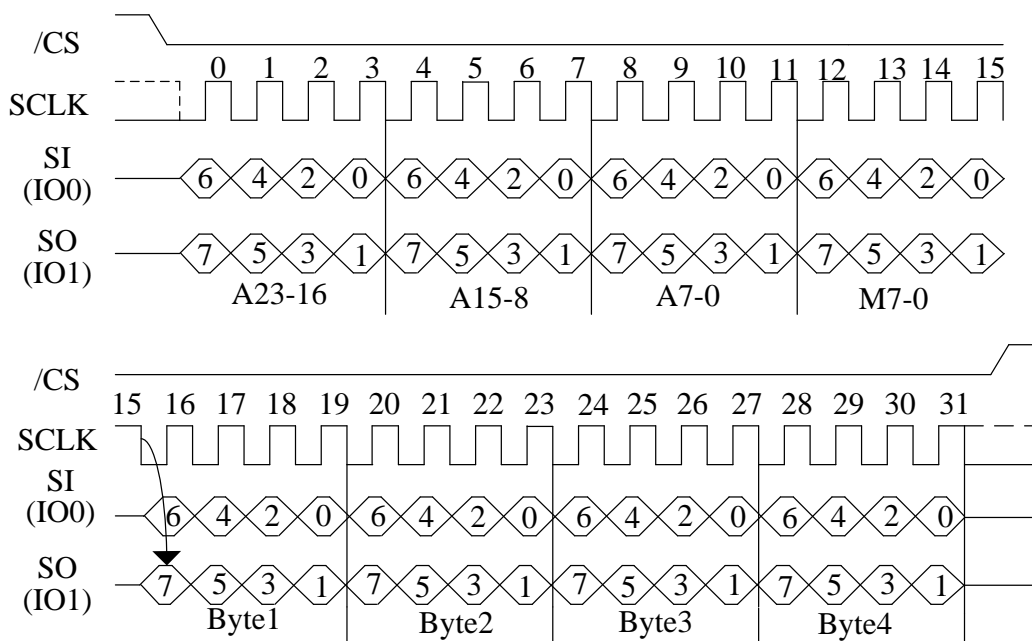 /CS
0 1 2 3 4 5 6 7 8 9 10 11 12 13 14 15
SCLK
SI
(IO0)
6 4 2 0 6 4 2 0 6 4 2 0 6 4 2 0
SO
(IO1)
7 5 3 1 7 5 3 1 7 5 3 1 7 5 3 1
A23-16 A15-8 A7-0 M7-0
/CS
15 16 17 18 19 20 21 22 23 24 25 26 27 28 29 30 31
SCLK
SI
(IO0)
6 4 2 0 6 4 2 0 6 4 2 0 6 4 2 0
SO
(IO1)
7 5 3 1 7 5 3 1 7 5 3 1 7 5 3 1
Byte1 Byte2 Byte3 Byte4